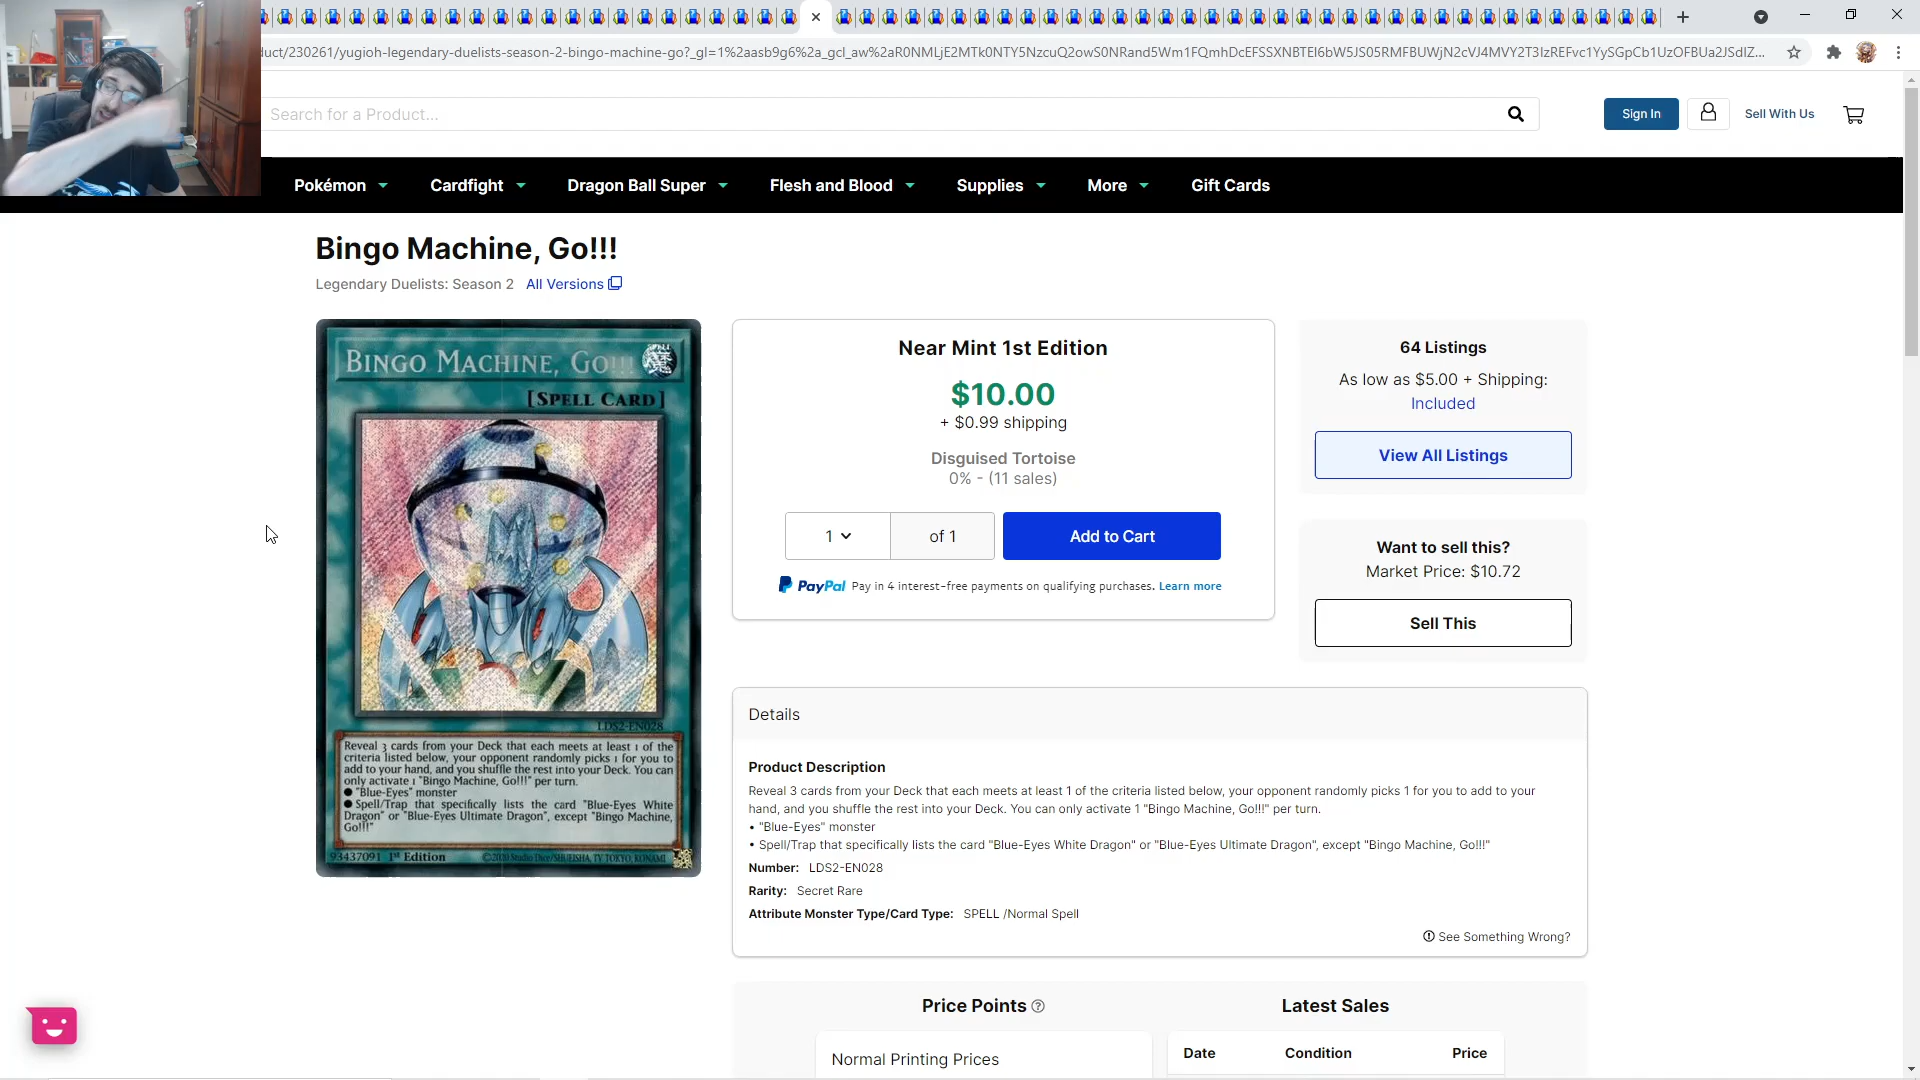 duct/230261/yugioh-legendary-duelists-season-2-bingo-machine-go?_gl=1%2aasb9g6%2a_gcl_aw%2aR0NMLjE2MTk0NTY5NzcuQ2owS0NRand5Wm1FQmhDcEFSSXNBTEI6bW5JS05RMFBUWjN2cVJ4MVY2T3IzREFvc1YySGpCb1UzOFBUa2JSdlZ...
Search for a Product...
Sign In
Sell With Us
Pokémon
Cardfight
Dragon Ball Super
Flesh and Blood
Supplies
More
Gift Cards
Bingo Machine, Go!!!
Legendary Duelists: Season 2 All Versions
BINGO MACHINE, GO!!!
SPELL
[SPELL CARD]
LDS2-EN028
Reveal 3 cards from your Deck that each meets at least 1 of the
criteria listed below, your opponent randomly picks 1 for you to
add to your hand, and you shuffle the rest into your Deck. You can
only activate 1 "Bingo Machine, Go!!!" per turn.
● "Blue-Eyes" monster
● Spell/Trap that specifically lists the card "Blue-Eyes White
Dragon" or "Blue-Eyes Ultimate Dragon", except "Bingo Machine,
Go!!!"
93437091 1st Edition ©2020 Studio Dice/SHUEISHA, TV TOKYO, KONAMI
Near Mint 1st Edition
$10.00
+ $0.99 shipping
Disguised Tortoise
0% - (11 sales)
1
of 1
Add to Cart
PayPal Pay in 4 interest-free payments on qualifying purchases. Learn more
64 Listings
As low as $5.00 + Shipping:
Included
View All Listings
Want to sell this?
Market Price: $10.72
Sell This
Details
Product Description
Reveal 3 cards from your Deck that each meets at least 1 of the criteria listed below, your opponent randomly picks 1 for you to add to your
hand, and you shuffle the rest into your Deck. You can only activate 1 "Bingo Machine, Go!!!" per turn.
• "Blue-Eyes" monster
• Spell/Trap that specifically lists the card "Blue-Eyes White Dragon" or "Blue-Eyes Ultimate Dragon", except "Bingo Machine, Go!!!"
Number: LDS2-EN028
Rarity: Secret Rare
Attribute Monster Type/Card Type: SPELL /Normal Spell
See Something Wrong?
Price Points
Latest Sales
Normal Printing Prices
Date
Condition
Price